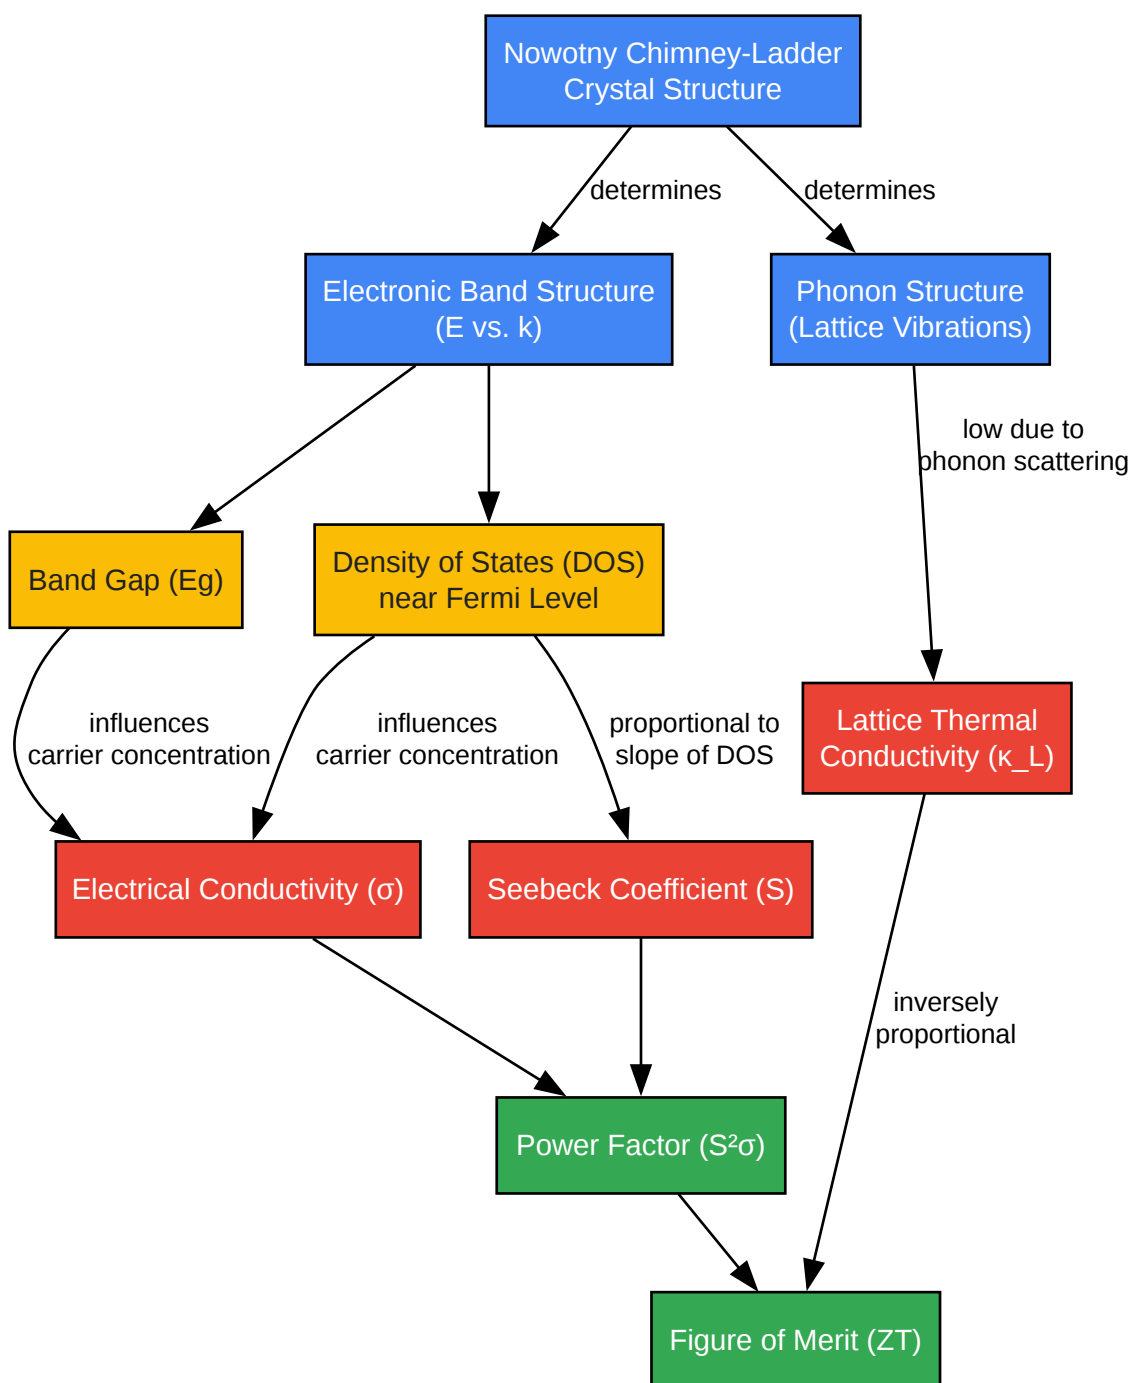 Nowotny Chimney-Ladder
Crystal Structure
determines
determines
Electronic Band Structure
(E vs. k)
Phonon Structure
(Lattice Vibrations)
low due to
phonon scattering
Band Gap (Eg)
Density of States (DOS)
near Fermi Level
influences
carrier concentration
influences
carrier concentration
proportional to
slope of DOS
Lattice Thermal
Conductivity (κ_L)
Electrical Conductivity (σ)
Seebeck Coefficient (S)
inversely
proportional
Power Factor (S²σ)
Figure of Merit (ZT)